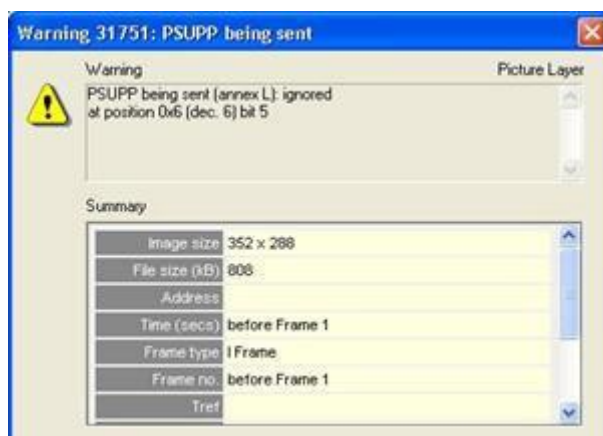 Warning 31751: PSUPP being sent
Warning Picture Layer
PSUPP being sent (annex L): ignored
at position 0x6 (dec. 6) bit 5
Summary
Image size 352 x 288
File size (kB) 808
Address
Time (secs) before Frame 1
Frame type I Frame
Frame no. before Frame 1
Tref